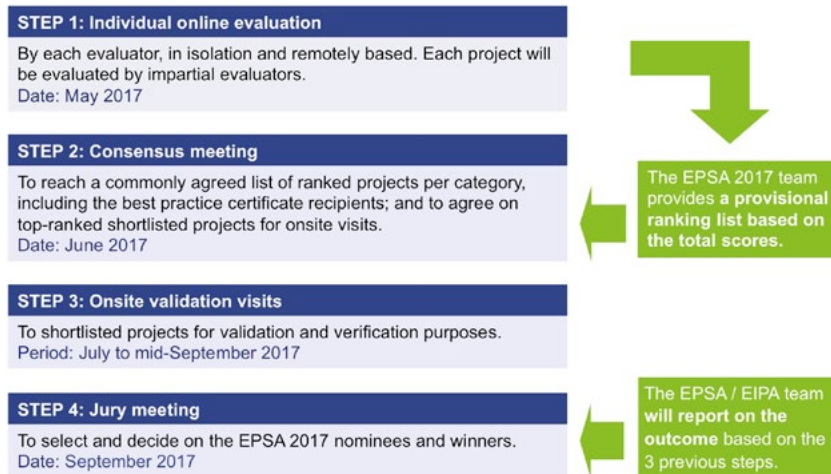 STEP 1: Individual online evaluation
By each evaluator, in isolation and remotely based. Each project will
be evaluated by impartial evaluators.
Date: May 2017
STEP 2: Consensus meeting
To reach a commonly agreed list of ranked projects per category,
including the best practice certificate recipients; and to agree on
top-ranked shortlisted projects for onsite visits.
Date: June 2017
The EPSA 2017 team
provides a provisional
ranking list based on
the total scores.
STEP 3: Onsite validation visits
To shortlisted projects for validation and verification purposes.
Period: July to mid-September 2017
STEP 4: Jury meeting
To select and decide on the EPSA 2017 nominees and winners.
Date: September 2017
The EPSA / EIPA team
will report on the
outcome based on the
3 previous steps.